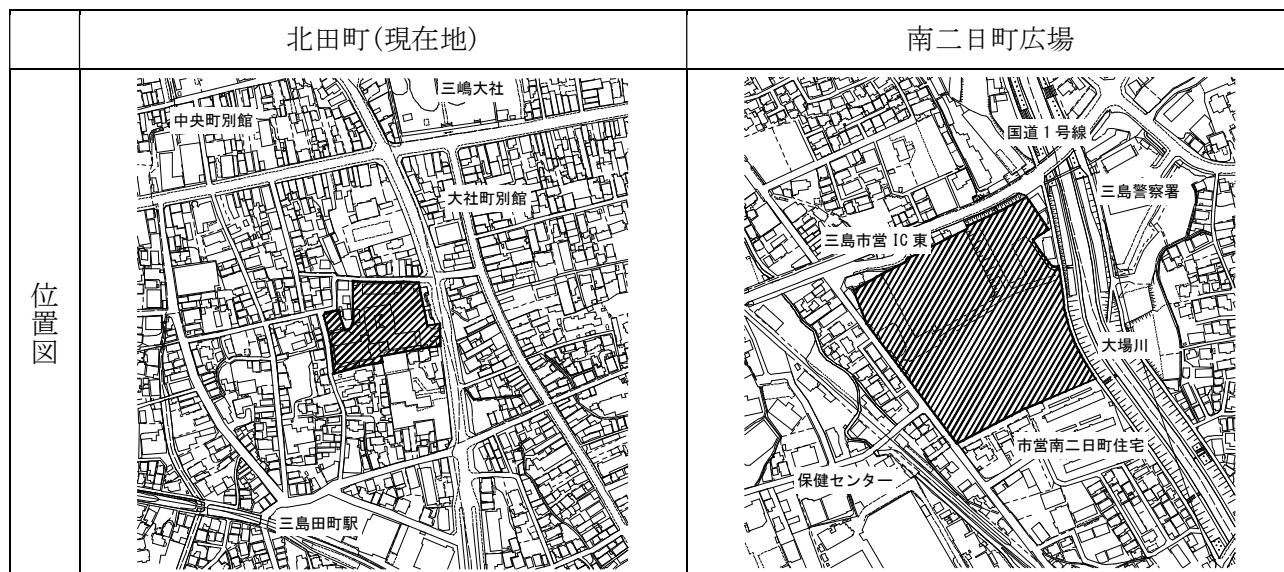 北田町(現在地)
南二日町広場
位置図
三嶋大社
中央町別館
大社町別館
三島田町駅
国道1号線
三島警察署
三島市営 IC 東
大場川
市営南二日町住宅
保健センター